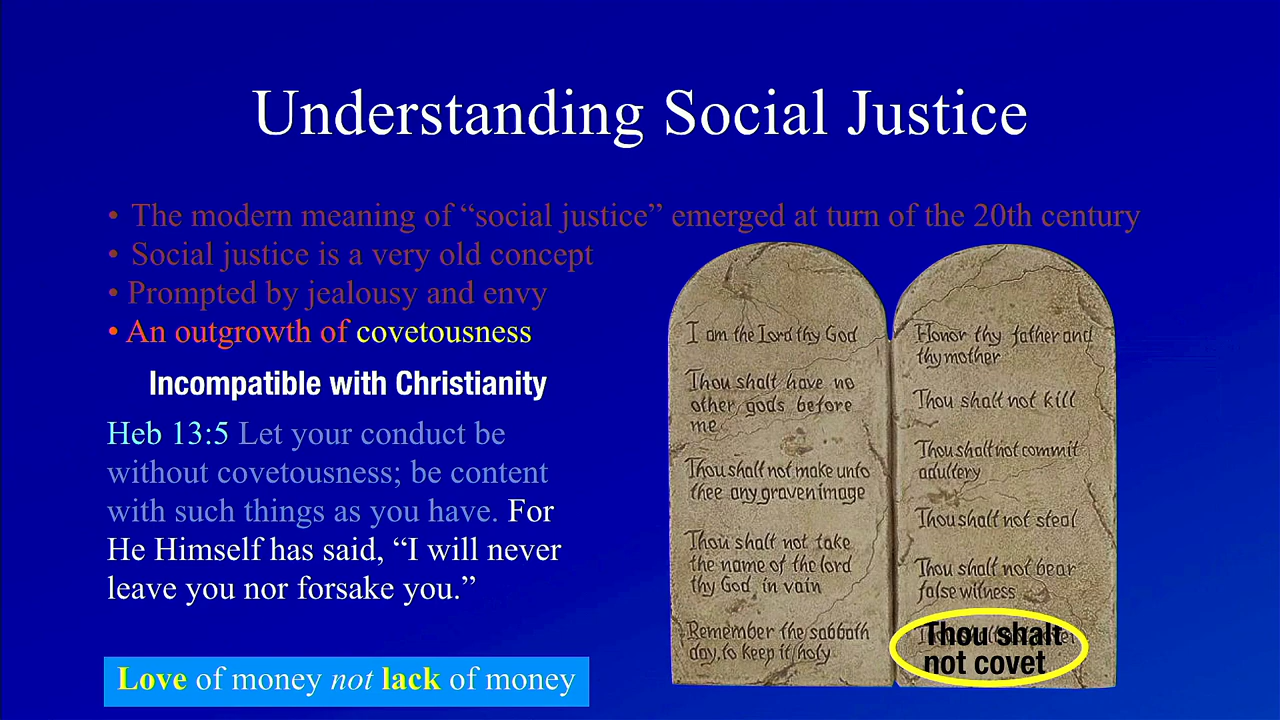 Understanding Social Justice
• The modern meaning of “social justice” emerged at turn of the 20th century
• Social justice is a very old concept
• Prompted by jealousy and envy
• An outgrowth of covetousness
Incompatible with Christianity
Heb 13:5 Let your conduct be
without covetousness; be content
with such things as you have. For
He Himself has said, “I will never
leave you nor forsake you.”
Love of money not lack of money
I am the Lord thy God
Thou shalt have no
other gods before
me
Thou shalt not make unto
thee any graven image
Thou shalt not take
the name of the lord
thy God in vain
Remember the sabbath
day, to keep it holy
Honor thy father and
thy mother
Thou shalt not kill
Thou shalt not commit
adultery
Thou shalt not steal
Thou shalt not bear
false witness
Thou shalt
not covet